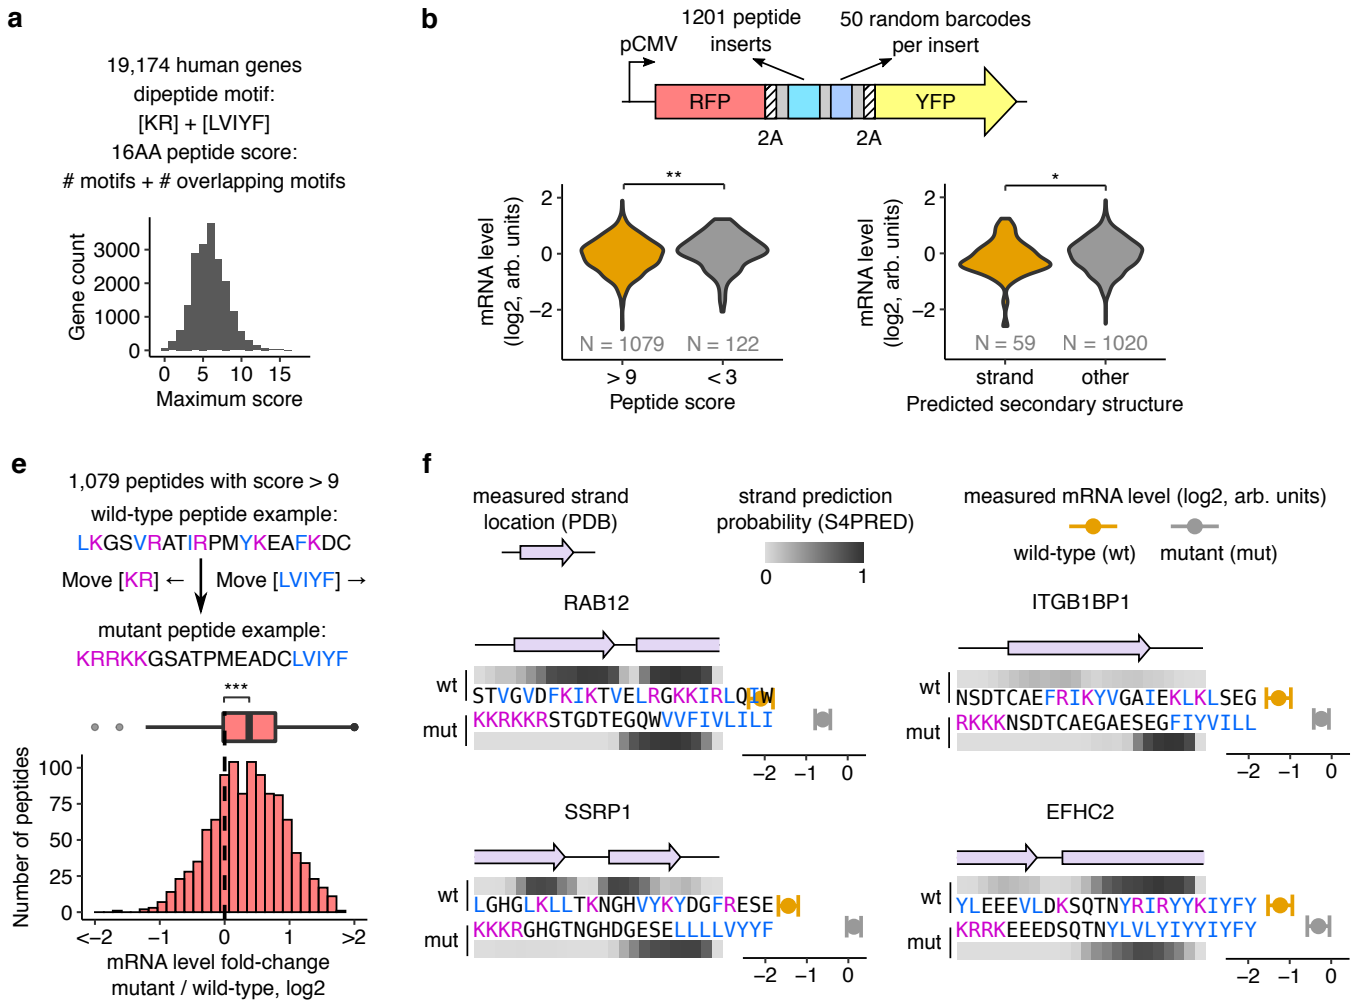 a
19,174 human genes
dipeptide motif:
[KR] + [LVIYF]
16AA peptide score:
# motifs + # overlapping motifs
Gene count
3000
2000
1000
0
0 5 10 15
Maximum score
b
1201 peptide inserts
50 random barcodes per insert
pCMV
RFP
YFP
2A 2A
mRNA level
(log2, arb. units)
2
0
−2
**
N = 1079 N = 122
> 9 < 3
Peptide score
mRNA level
(log2, arb. units)
2
0
−2
*
N = 59 N = 1020
strand other
Predicted secondary structure
e
1,079 peptides with score > 9
wild-type peptide example:
LKGSVRATIRPMYKEAFKDC
Move [KR] ← Move [LVIYF] →
mutant peptide example:
KRRKKGSATPMEADCLVIYF
***
Number of peptides
100
75
50
25
0
<−2 −1 0 1 >2
mRNA level fold-change
mutant / wild-type, log2
f
measured strand
location (PDB)
strand prediction
probability (S4PRED)
0 1
measured mRNA level (log2, arb. units)
wild-type (wt) mutant (mut)
RAB12
wt
STVGVDFKIKTVELRGKKIRLQIW
mut
KKRKKRSTGDTEGQWVVFIVLILI
−2 −1 0
ITGB1BP1
wt
NSDTCAEFRIKYVGAIEKLKLSEG
mut
RKKKNSDTCAEGAESEGFIYVILL
−2 −1 0
SSRP1
wt
LGHGLKLLTKNGHVYKYDGFRESE
mut
KKKRGHGTNGHDGESELLLLVYYF
−2 −1 0
EFHC2
wt
YLEEEVLDKSQTNYRIRYYKIYFY
mut
KRRKEEEDSQTNYLVLYIYYIYFY
−2 −1 0